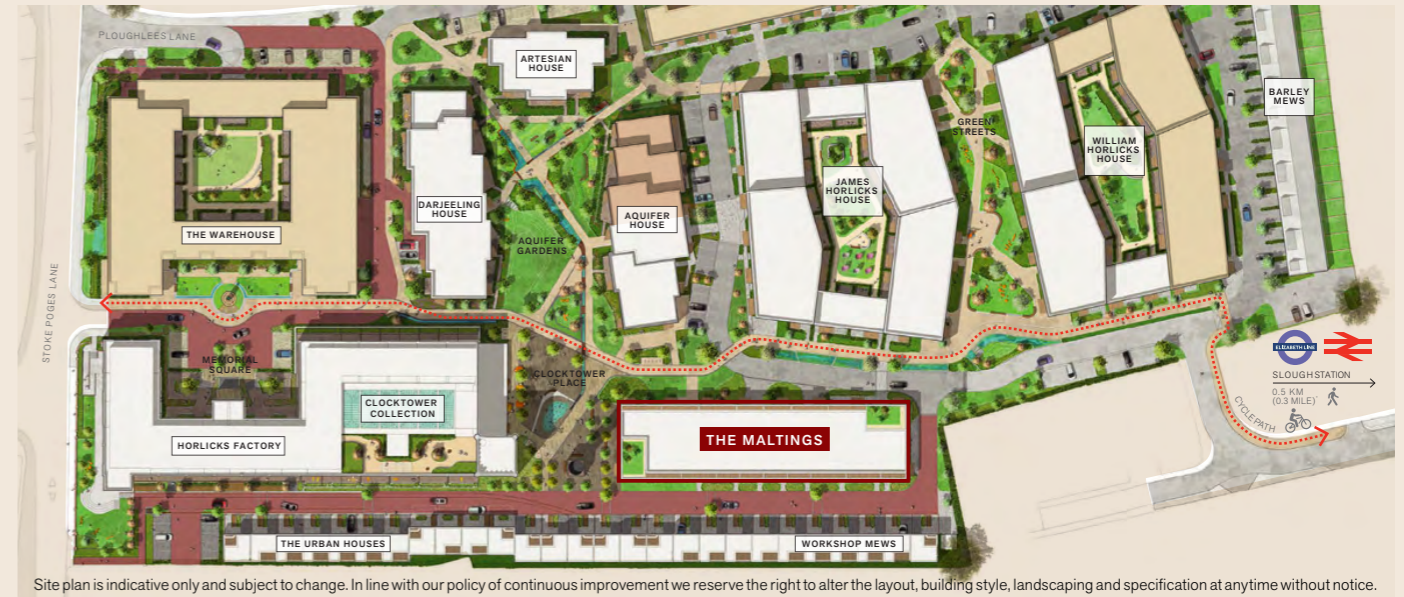 PLOUGHLEES LANE
ARTESIAN
HOUSE
BARLEY
MEWS
GREEN
STREETS
WILLIAM
HORLICKS
HOUSE
JAMES
HORLICKS
HOUSE
DARJEELING
HOUSE
AQUIFER
HOUSE
THE WAREHOUSE
AQUIFER
GARDENS
STOKE POGES LANE
ELIZABETH LINE
MEMORIAL
SQUARE
CLOCKTOWER
PLACE
SLOUGH STATION
0.5 KM
(0.3 MILE)*
CYCLE PATH
CLOCKTOWER
COLLECTION
THE MALTINGS
HORLICKS FACTORY
THE URBAN HOUSES
WORKSHOP MEWS
Site plan is indicative only and subject to change. In line with our policy of continuous improvement we reserve the right to alter the layout, building style, landscaping and specification at anytime without notice.